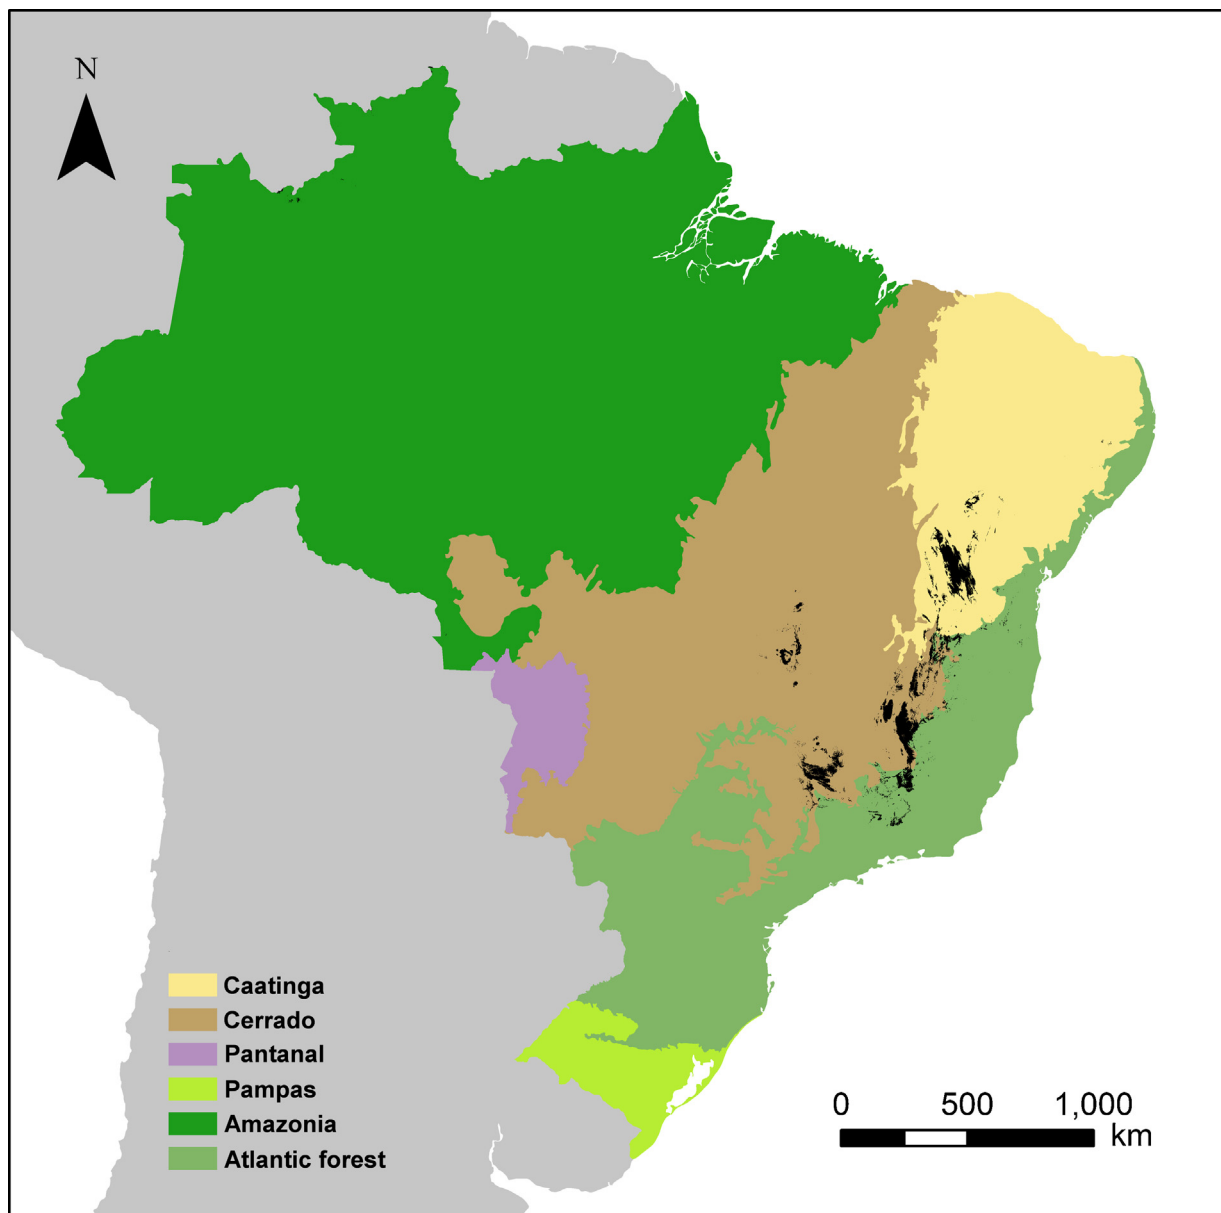 N
Caatinga
Cerrado
Pantanal
Pampas
Amazonia
Atlantic forest
0 500 1,000
km